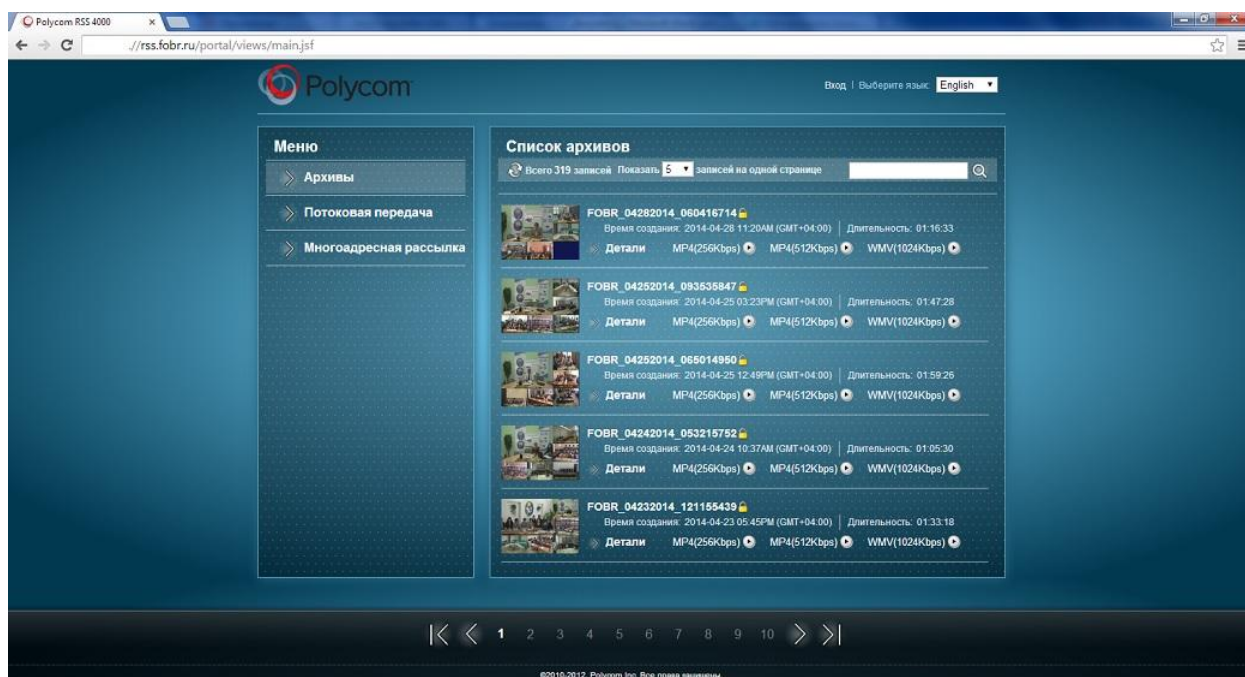 Polycom RSS 4000
.//rss.fobr.ru/portal/views/main.jsf
Polycom
Вход | Выберите язык: English
Меню
Архивы
Потоковая передача
Многоадресная рассылка
Список архивов
Всего 319 записей Показать 5 записей на одной странице
FOBR_04282014_060416714
Время создания: 2014-04-28 11:20AM (GMT+04:00) | Длительность: 01:16:33
Детали MP4(256Kbps) MP4(512Kbps) WMV(1024Kbps)
FOBR_04252014_093535847
Время создания: 2014-04-25 03:23PM (GMT+04:00) | Длительность: 01:47:28
Детали MP4(256Kbps) MP4(512Kbps) WMV(1024Kbps)
FOBR_04252014_065014950
Время создания: 2014-04-25 12:49PM (GMT+04:00) | Длительность: 01:59:26
Детали MP4(256Kbps) MP4(512Kbps) WMV(1024Kbps)
FOBR_04242014_053215752
Время создания: 2014-04-24 10:37AM (GMT+04:00) | Длительность: 01:05:30
Детали MP4(256Kbps) MP4(512Kbps) WMV(1024Kbps)
FOBR_04232014_121155439
Время создания: 2014-04-23 05:45PM (GMT+04:00) | Длительность: 01:33:18
Детали MP4(256Kbps) MP4(512Kbps) WMV(1024Kbps)
1 2 3 4 5 6 7 8 9 10
©2010-2012, Polycom Inc. Все права защищены